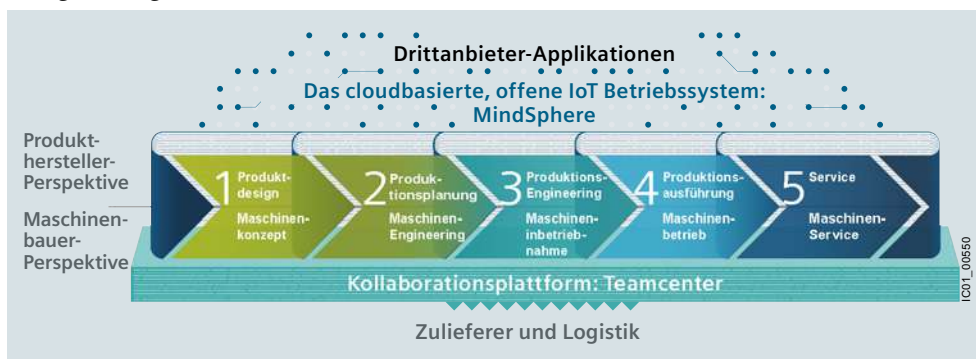 Drittanbieter-Applikationen
Das cloudbasierte, offene IoT Betriebssystem:
MindSphere
Produkt-
hersteller-
Perspektive
Maschinen-
bauer-
Perspektive
1 Produkt-
design
Maschinen-
konzept
2 Produk-
tionsplanung
Maschinen-
Engineering
3 Produktions-
Engineering
Maschinen-
inbetrieb-
nahme
4 Produktions-
ausführung
Maschinen-
betrieb
5 Service
Maschinen-
Service
Kollaborationsplattform: Teamcenter
Zulieferer und Logistik
IC01_00550